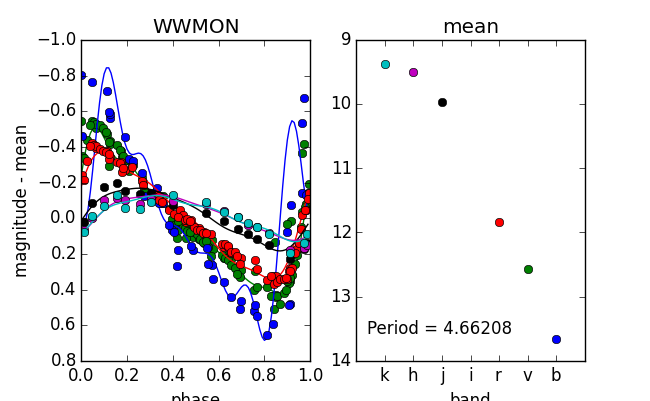 WWMON
mean
−1.0
−0.8
−0.6
−0.4
−0.2
0.0
0.2
0.4
0.6
0.8
magnitude - mean
0.0 0.2 0.4 0.6 0.8 1.0
phase
9
10
11
12
13
14
Period = 4.66208
k h j i r v b
band